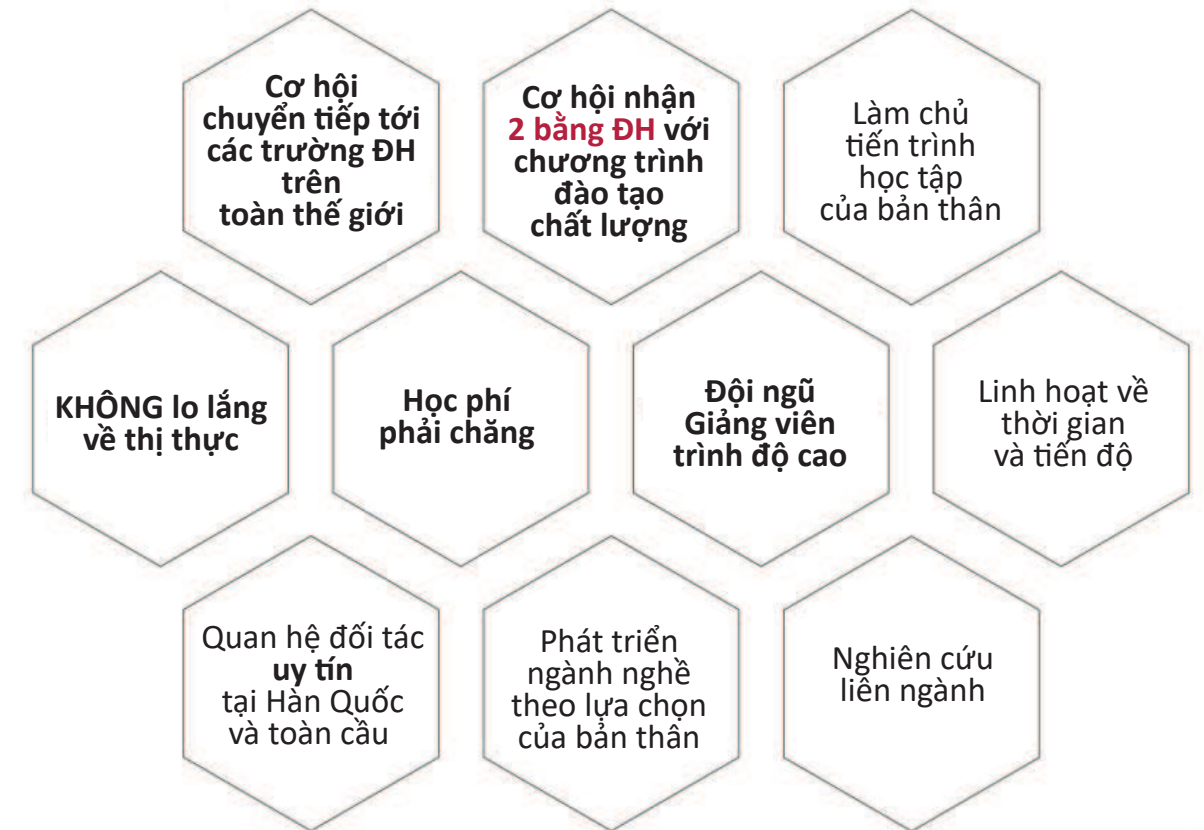 Cơ hội
chuyển tiếp tới
các trường ĐH
trên
toàn thế giới
Cơ hội nhận
2 bằng ĐH với
chương trình
đào tạo
chất lượng
Làm chủ
tiến trình
học tập
của bản thân
KHÔNG lo lắng
về thị thực
Học phí
phải chăng
Đội ngũ
Giảng viên
trình độ cao
Linh hoạt về
thời gian
và tiến độ
Quan hệ đối tác
uy tín
tại Hàn Quốc
và toàn cầu
Phát triển
ngành nghề
theo lựa chọn
của bản thân
Nghiên cứu
liên ngành